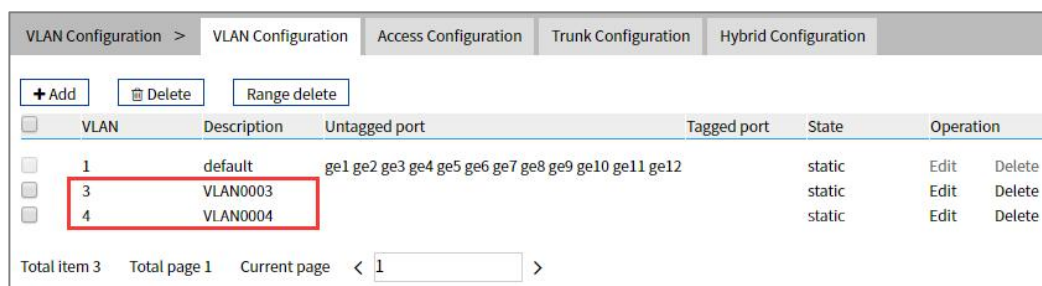 VLAN Configuration > VLAN Configuration Access Configuration Trunk Configuration Hybrid Configuration
+ Add Delete Range delete
VLAN Description Untagged port Tagged port State Operation
1 default ge1 ge2 ge3 ge4 ge5 ge6 ge7 ge8 ge9 ge10 ge11 ge12 static Edit Delete
3 VLAN0003 static Edit Delete
4 VLAN0004 static Edit Delete
Total item 3 Total page 1 Current page < 1 >